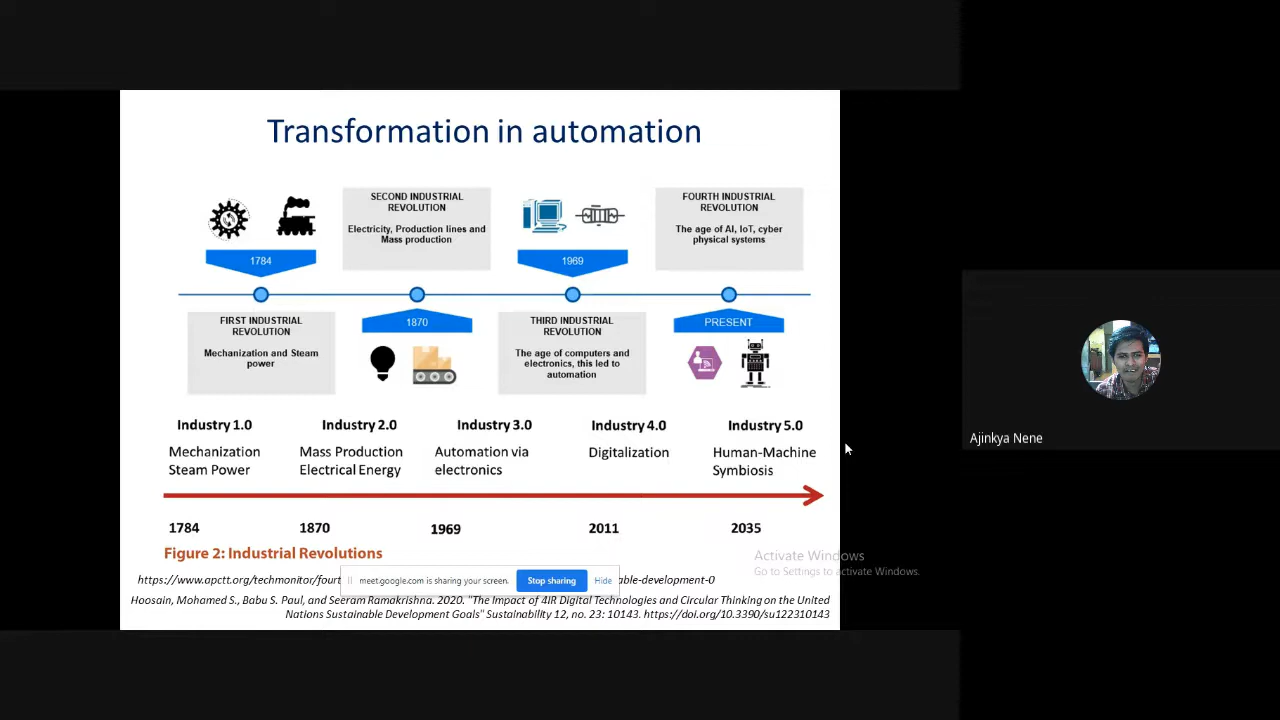 Transformation in automation
SECOND INDUSTRIAL
REVOLUTION
Electricity, Production lines and
Mass production
FOURTH INDUSTRIAL
REVOLUTION
The age of AI, IoT, cyber
physical systems
1784
1969
FIRST INDUSTRIAL
REVOLUTION
Mechanization and Steam
power
1870
THIRD INDUSTRIAL
REVOLUTION
The age of computers and
electronics, this led to
automation
PRESENT
Industry 1.0
Industry 2.0
Industry 3.0
Industry 4.0
Industry 5.0
Mechanization
Steam Power
Mass Production
Electrical Energy
Automation via
electronics
Digitalization
Human-Machine
Symbiosis
1784
1870
1969
2011
2035
Figure 2: Industrial Revolutions
https://www.apctt.org/techmonitor/fourt
able-development-0
meet.google.com is sharing your screen.
Stop sharing
Hide
Hoosain, Mohamed S., Babu S. Paul, and Seeram Ramakrishna. 2020. "The Impact of 4IR Digital Technologies and Circular Thinking on the United
Nations Sustainable Development Goals" Sustainability 12, no. 23: 10143. https://doi.org/10.3390/su122310143
Activate Windows
Go to Settings to activate Windows.
Ajinkya Nene